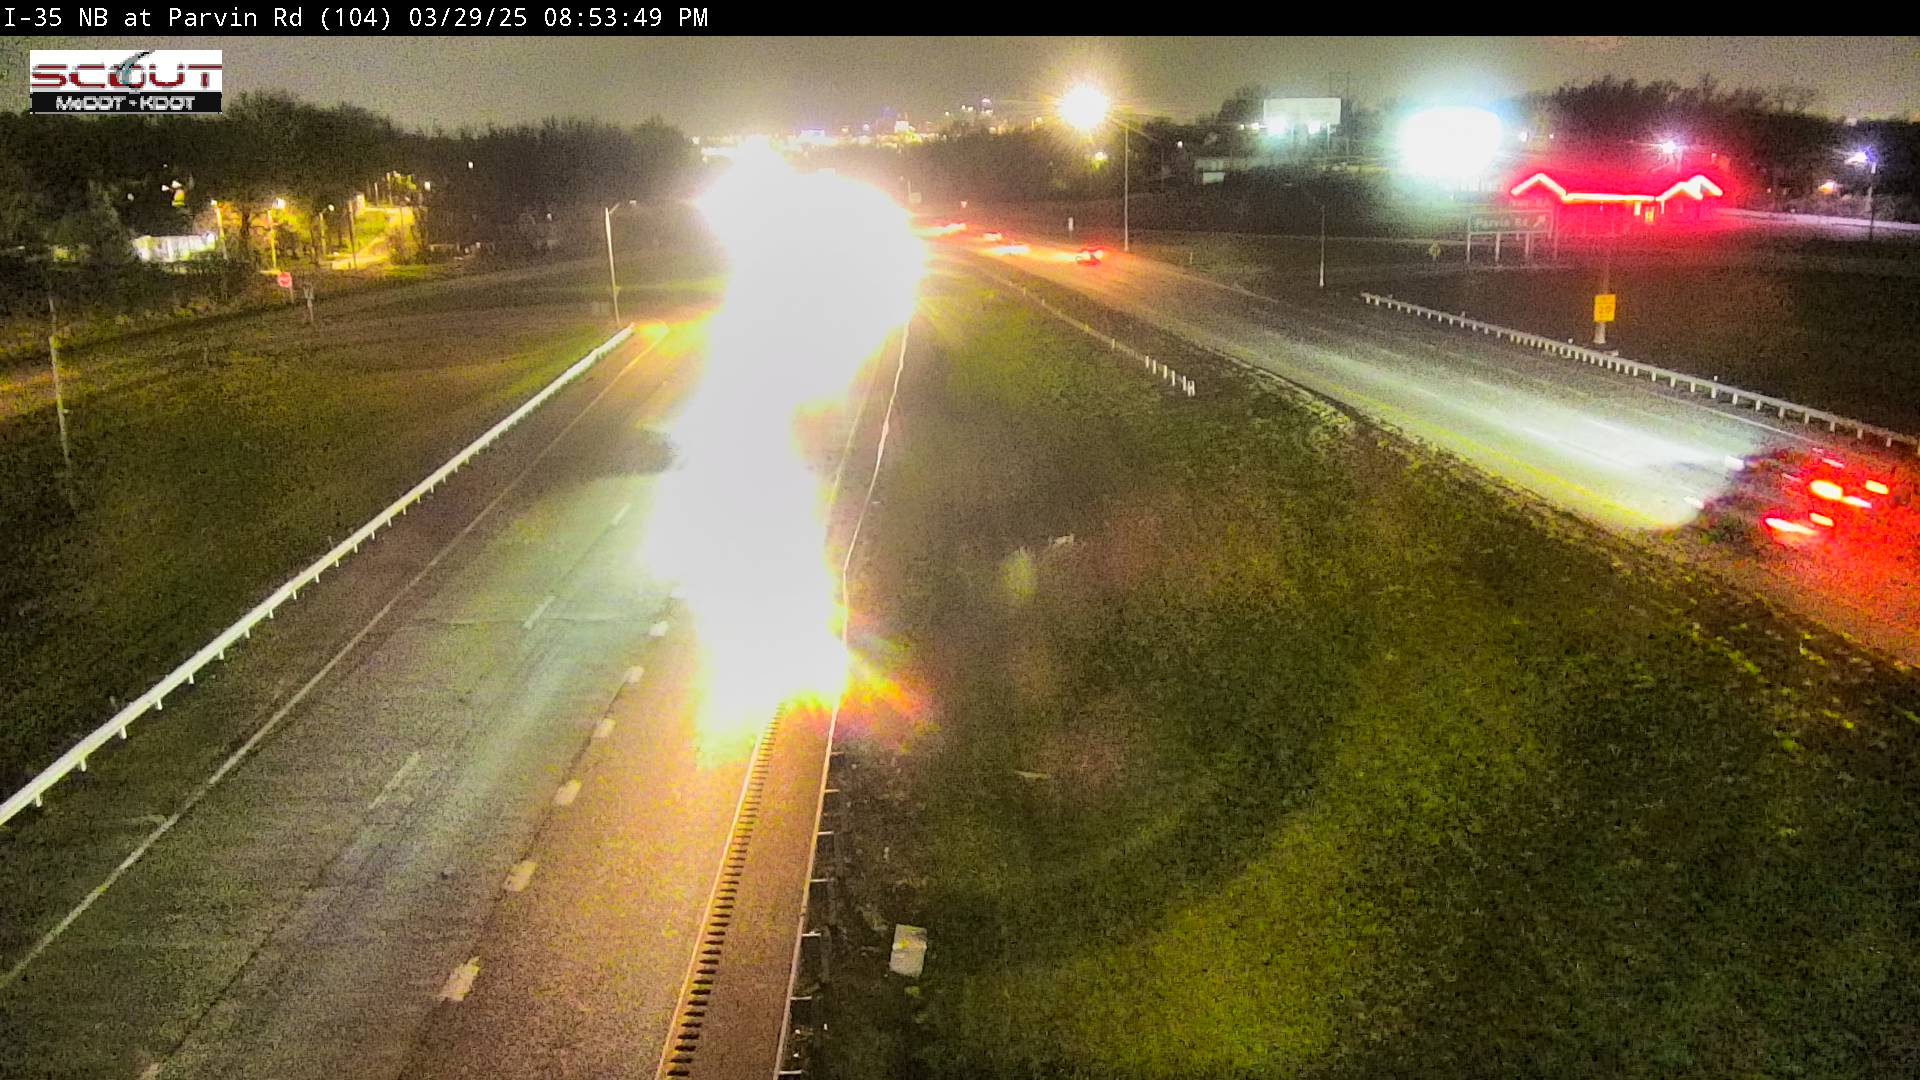 I-35 NB at Parvin Rd (104) 03/29/25 08:53:49 PM
SCOUT
MoDOT - KDOT
Parvin Rd